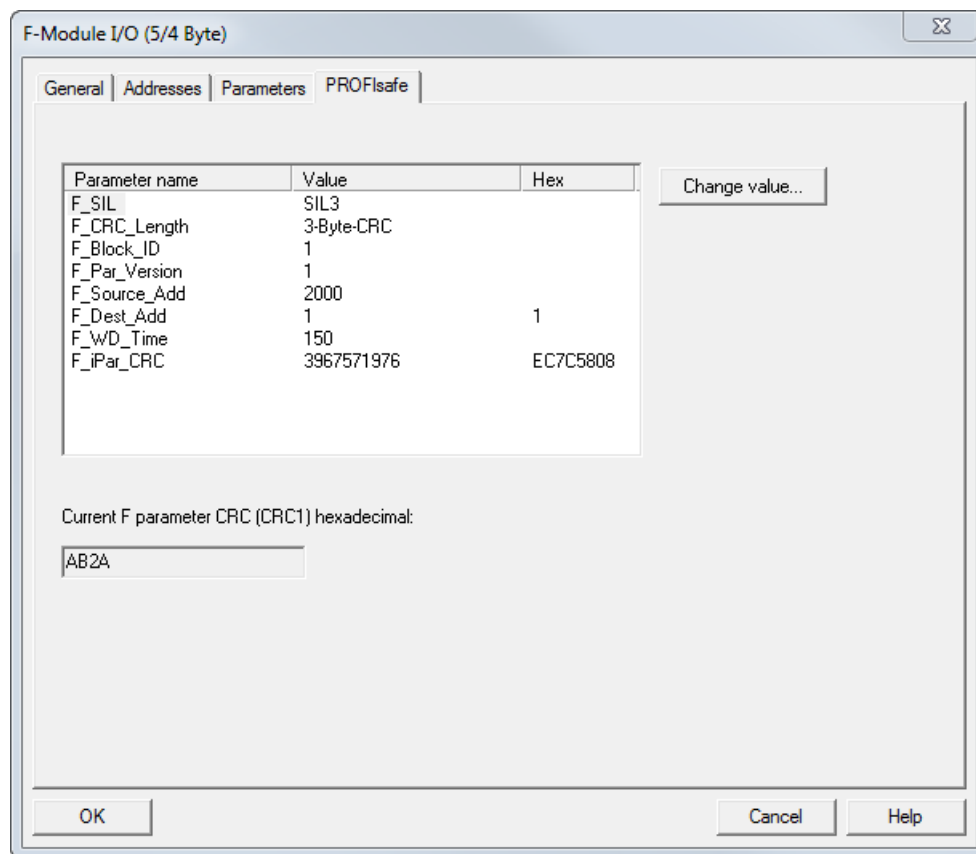 F-Module I/O (5/4 Byte)
General Addresses Parameters PROFIsafe
Parameter name Value Hex
F_SIL SIL3
F_CRC_Length 3-Byte-CRC
F_Block_ID 1
F_Par_Version 1
F_Source_Add 2000
F_Dest_Add 1 1
F_WD_Time 150
F_iPar_CRC 3967571976 EC7C5808
Change value...
Current F parameter CRC (CRC1) hexadecimal:
AB2A
OK Cancel Help